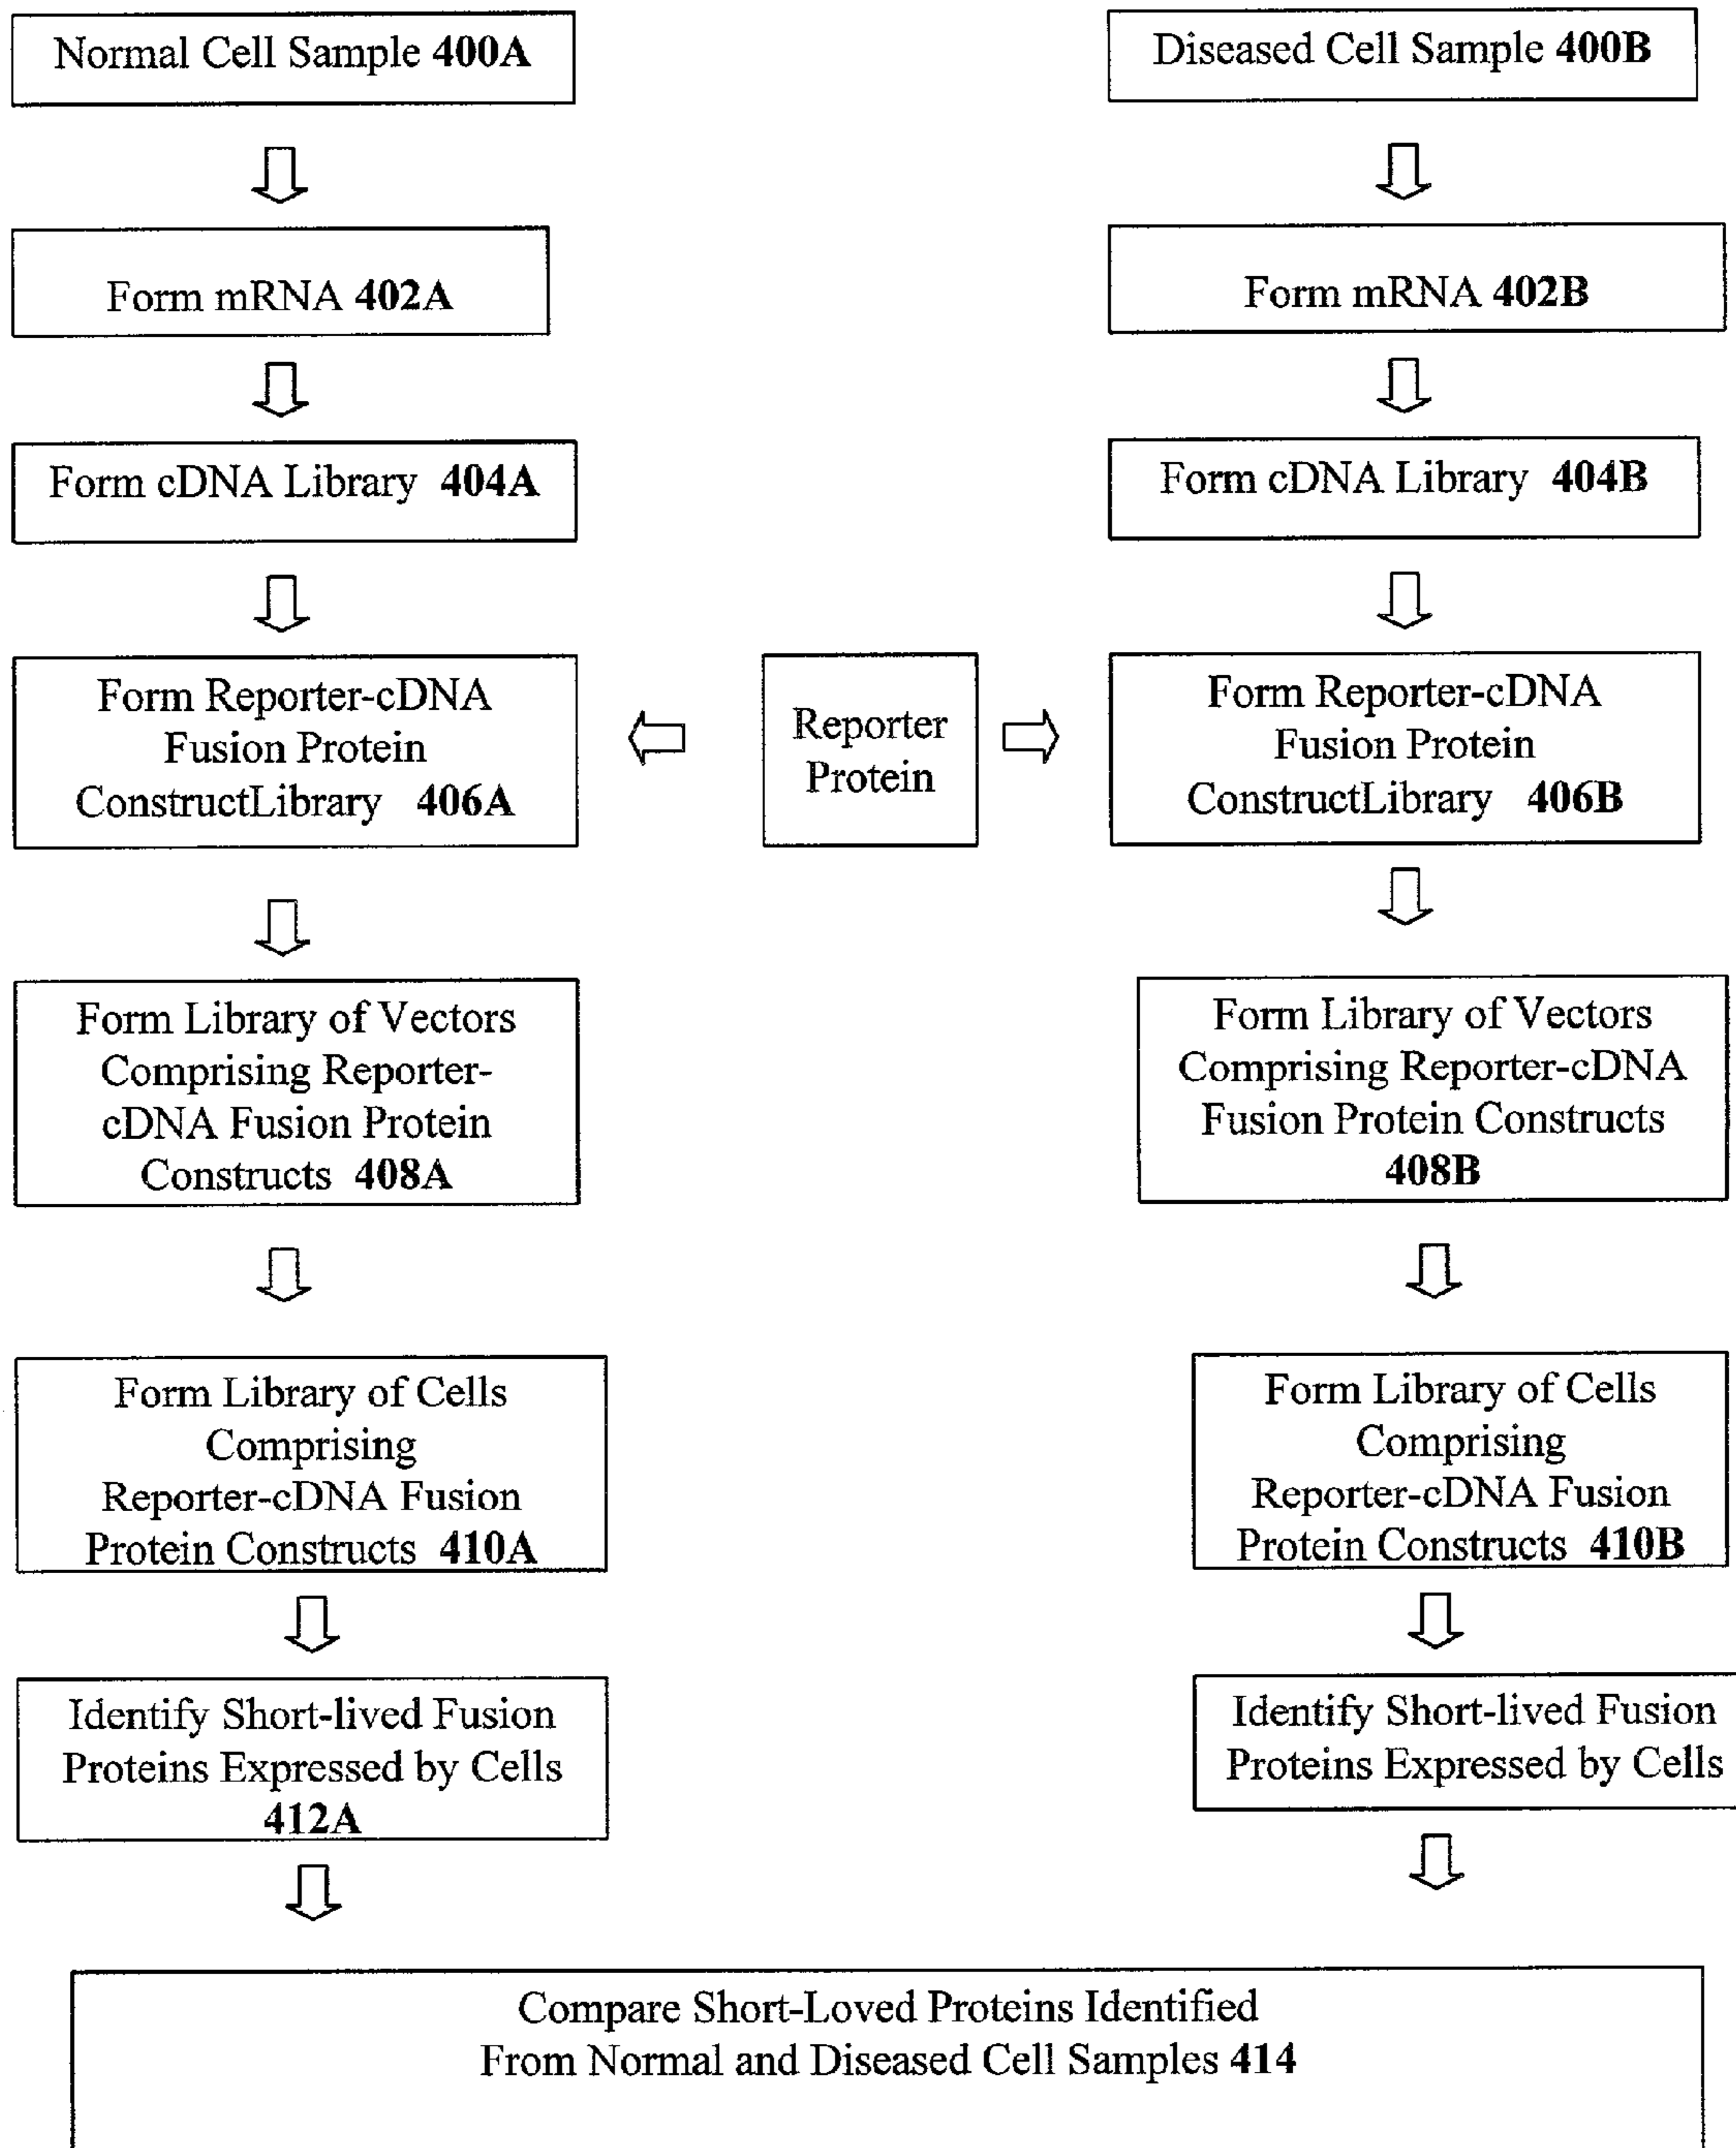 Normal Cell Sample 400A
Diseased Cell Sample 400B
Form mRNA 402A
Form mRNA 402B
Form cDNA Library 404A
Form cDNA Library 404B
Form Reporter-cDNA
Fusion Protein
ConstructLibrary 406A
Reporter
Protein
Form Reporter-cDNA
Fusion Protein
ConstructLibrary 406B
Form Library of Vectors
Comprising Reporter-
cDNA Fusion Protein
Constructs 408A
Form Library of Vectors
Comprising Reporter-cDNA
Fusion Protein Constructs
408B
Form Library of Cells
Comprising
Reporter-cDNA Fusion
Protein Constructs 410A
Form Library of Cells
Comprising
Reporter-cDNA Fusion
Protein Constructs 410B
Identify Short-lived Fusion
Proteins Expressed by Cells
412A
Identify Short-lived Fusion
Proteins Expressed by Cells
Compare Short-Loved Proteins Identified
From Normal and Diseased Cell Samples 414